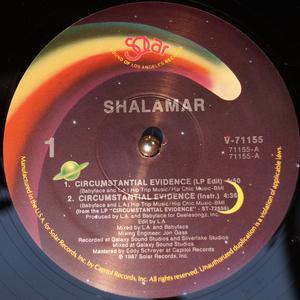 Solar
SOUND OF LOS ANGELES RECORDS
SHALAMAR
1
V-71155
71155-A
71155-A
1. CIRCUMSTANTIAL EVIDENCE (LP Edit) 4:50
(Babyface and L.A.) Hip Trip Music/Hip Chic Music-BMI
2. CIRCUMSTANTIAL EVIDENCE (Instr.) 4:36
(Babyface and L.A.) Hip Trip Music/Hip Chic Music-BMI
(from the LP "CIRCUMSTANTIAL EVIDENCE" - ST-72556)
Produced by L.A. and Babyface for Deelesongs, Inc.
Edit by L.A.
Mixed by L.A. and Babyface
Mixing Engineer: Jon Gass
Recorded at Galaxy Sound Studios and Silverlake Studios
Mixed at Galaxy Sound Studios
Mastered by Eddy Schreyer at Capitol Records, Inc.
℗ 1987 Solar Records, Inc.
Manufactured in the U.S.A. for Solar Records, Inc. by Capitol Records, Inc. All rights reserved. Unauthorized duplication is a violation of applicable laws.